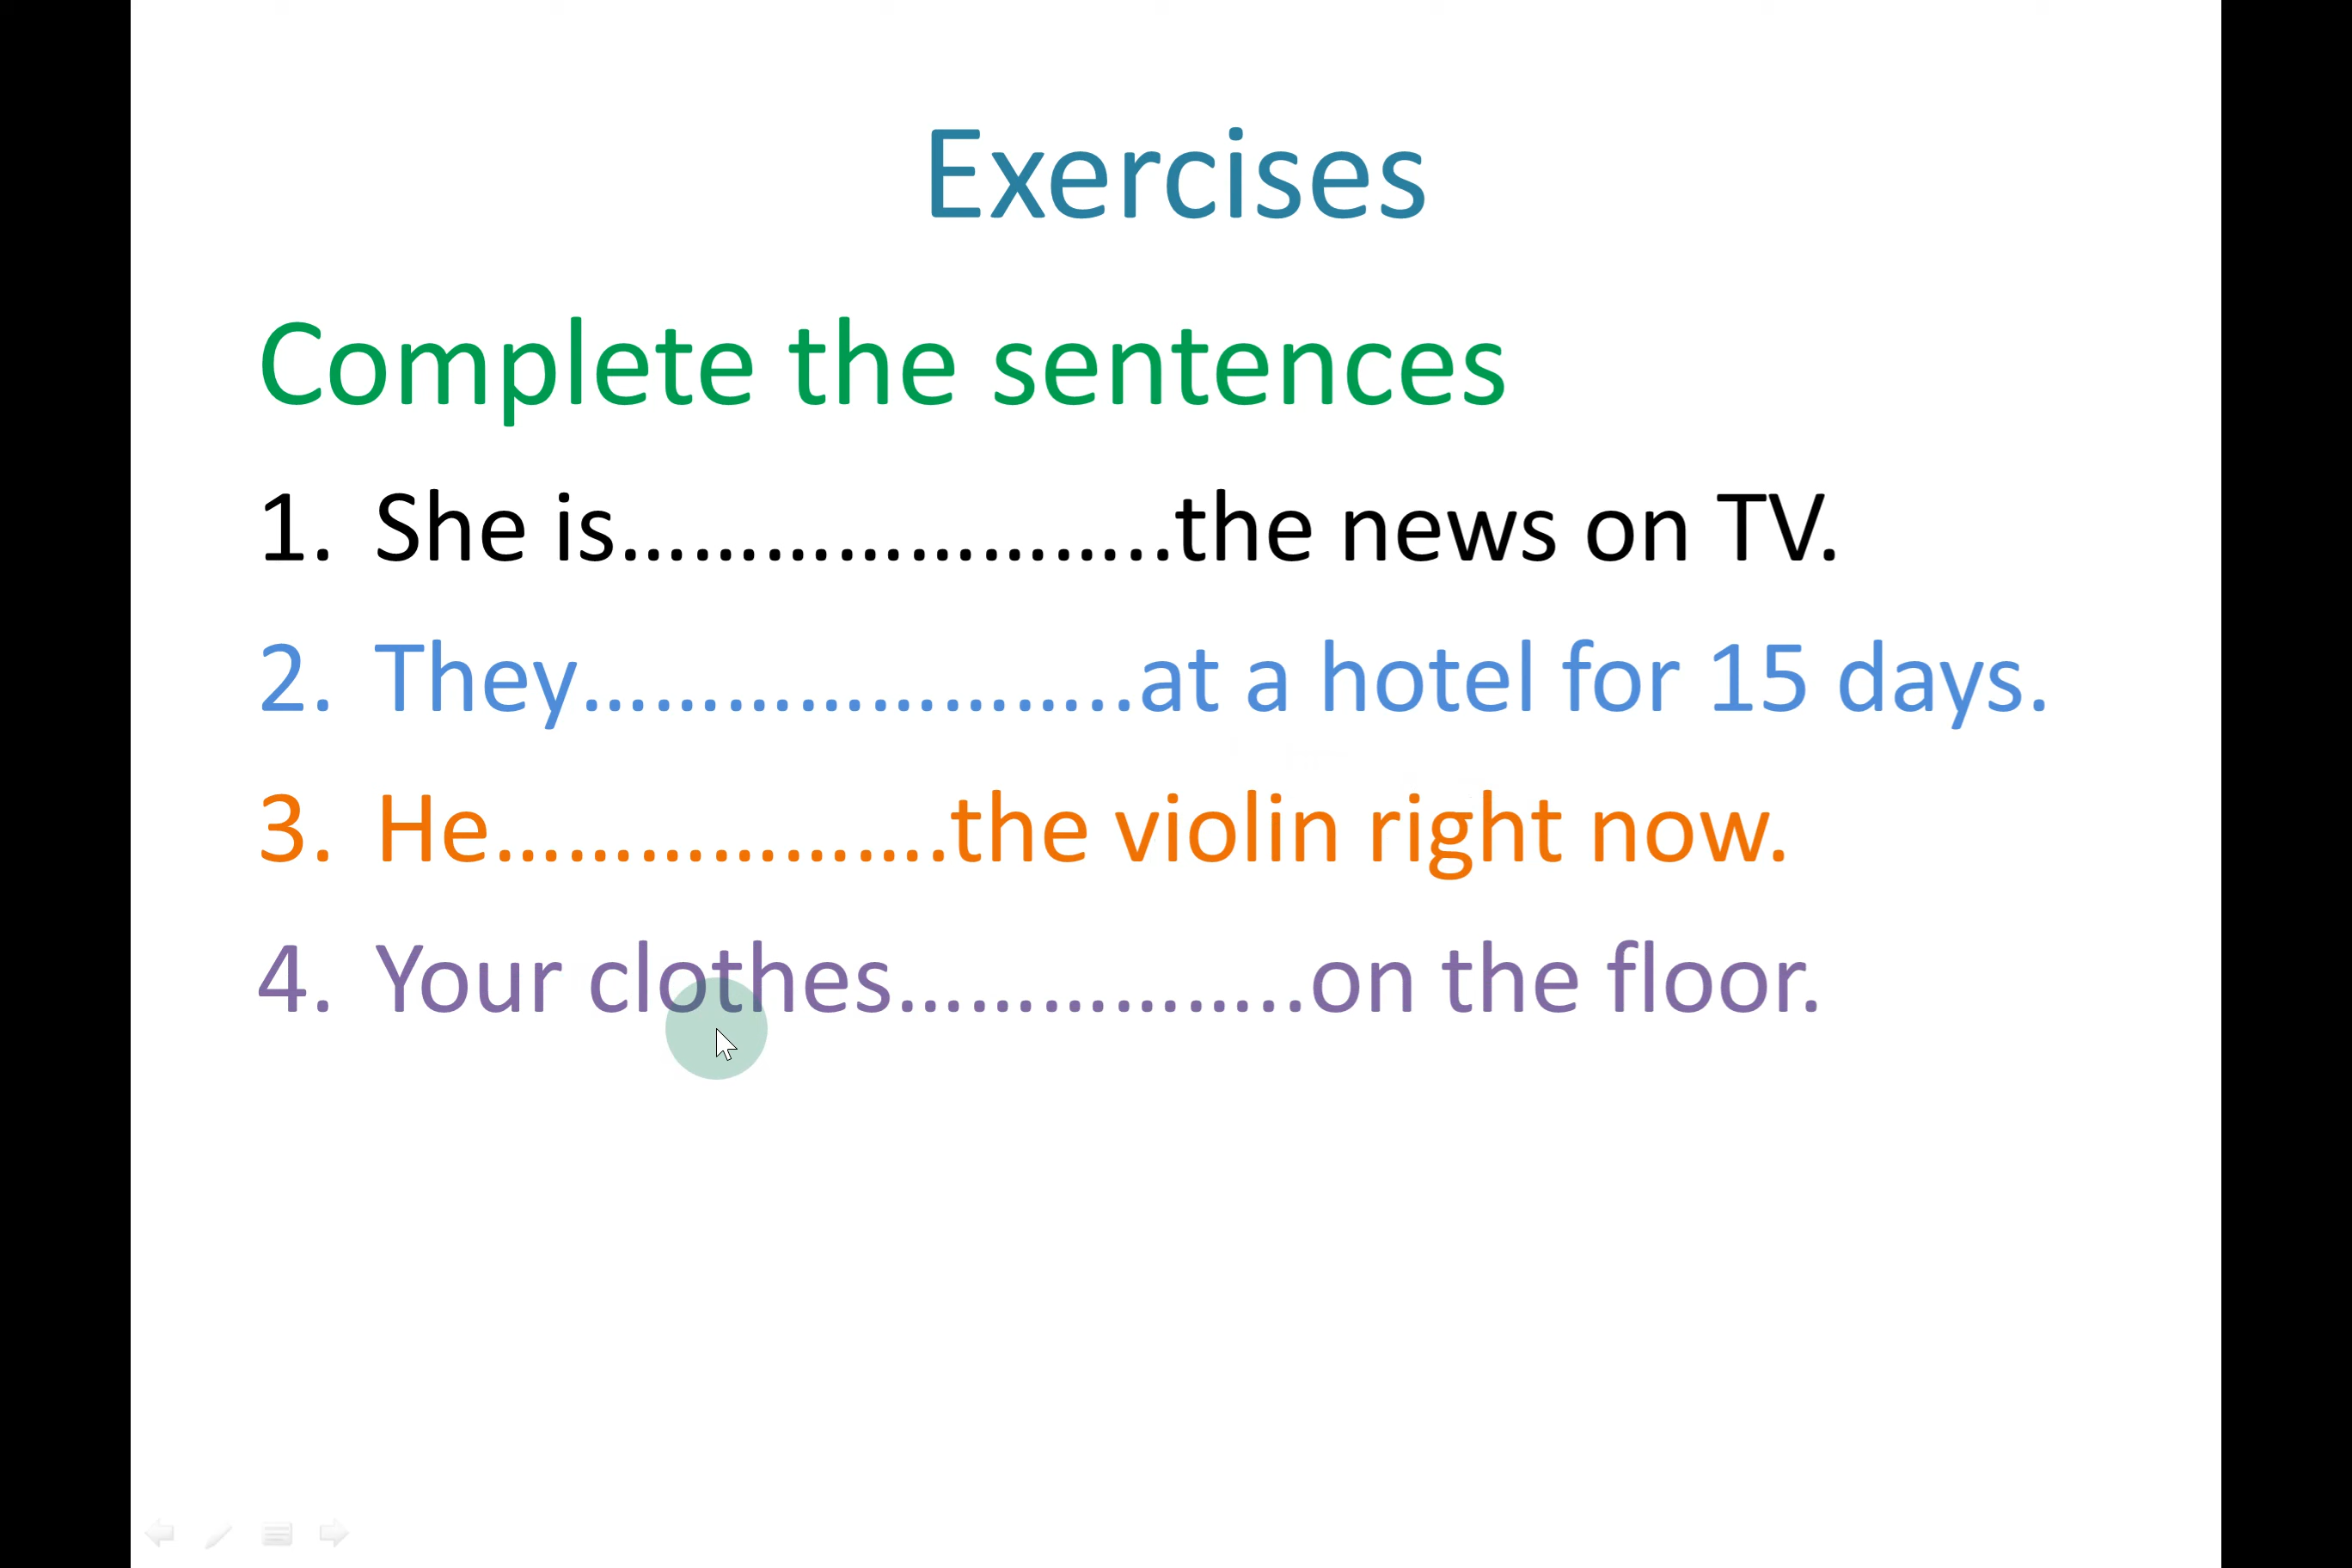 Exercises
Complete the sentences
1. She is.......................the news on TV.
2. They.......................at a hotel for 15 days.
3. He...................the violin right now.
4. Your clothes.................on the floor.